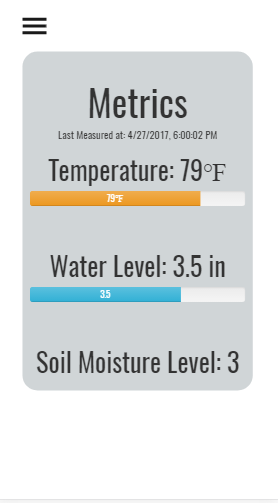 Metrics
Last Measured at: 4/27/2017, 6:00:02 PM
Temperature: 79°F
79°F
Water Level: 3.5 in
3.5
Soil Moisture Level: 3